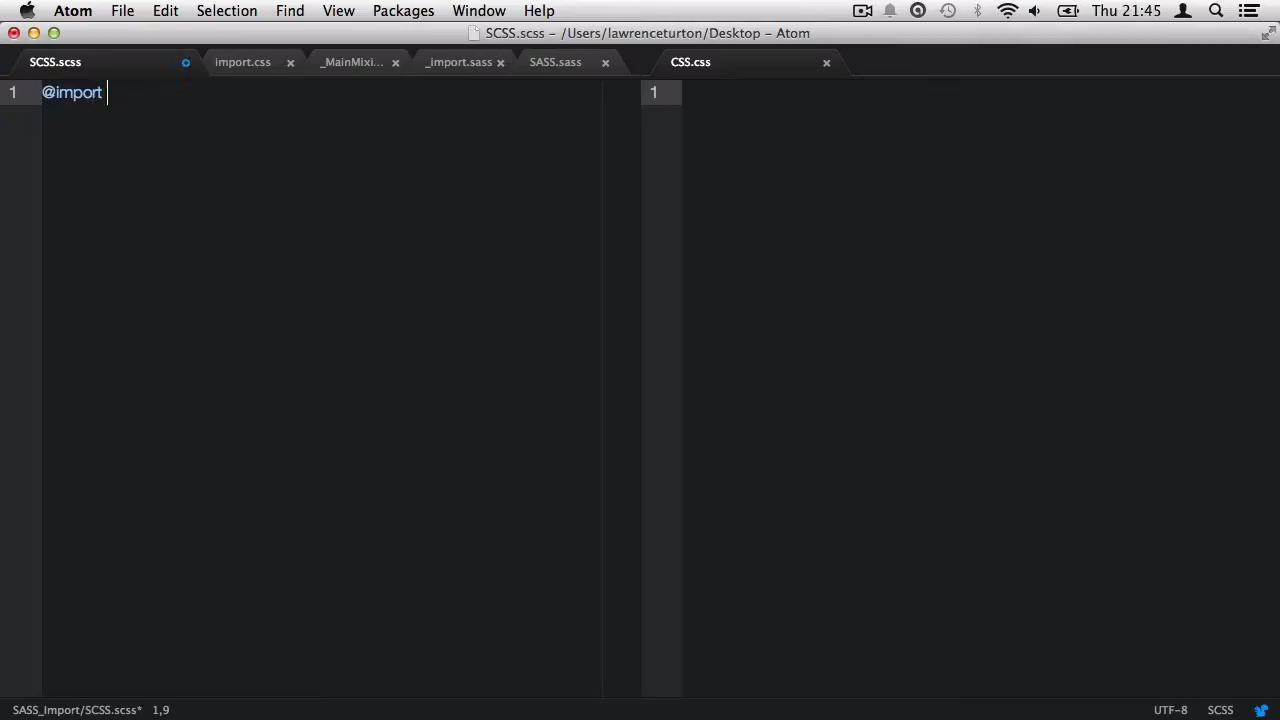 Atom File Edit Selection Find View Packages Window Help Thu 21:45
SCSS.scss – /Users/lawrenceturton/Desktop – Atom
SCSS.scss import.css _MainMixi... _import.sass SASS.sass CSS.css
1 @import 1
SASS_Import/SCSS.scss* 1,9 UTF-8 SCSS